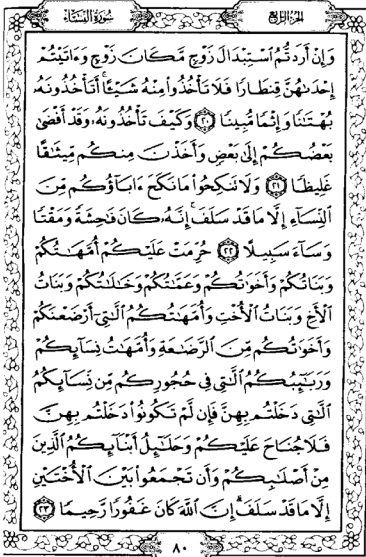 الجزء الرابع
سورة النساء
وَإِنْ أَرَدتُّمُ ٱسْتِبْدَالَ زَوْجٍ مَّكَانَ زَوْجٍ وَءَاتَيْتُمْ
إِحْدَىٰهُنَّ قِنطَارًا فَلَا تَأْخُذُوا۟ مِنْهُ شَيْـًٔا ۚ أَتَأْخُذُونَهُۥ
بُهْتَـٰنًا وَإِثْمًا مُّبِينًا ٢٠ وَكَيْفَ تَأْخُذُونَهُۥ وَقَدْ أَفْضَىٰ
بَعْضُكُمْ إِلَىٰ بَعْضٍ وَأَخَذْنَ مِنكُم مِّيثَـٰقًا
غَلِيظًا ٢١ وَلَا تَنكِحُوا۟ مَا نَكَحَ ءَابَآؤُكُم مِّنَ
ٱلنِّسَآءِ إِلَّا مَا قَدْ سَلَفَ ۚ إِنَّهُۥ كَانَ فَـٰحِشَةً وَمَقْتًا
وَسَآءَ سَبِيلًا ٢٢ حُرِّمَتْ عَلَيْكُمْ أُمَّهَـٰتُكُمْ
وَبَنَاتُكُمْ وَأَخَوَٰتُكُمْ وَعَمَّـٰتُكُمْ وَخَـٰلَـٰتُكُمْ وَبَنَاتُ
ٱلْأَخِ وَبَنَاتُ ٱلْأُخْتِ وَأُمَّهَـٰتُكُمُ ٱلَّـٰتِىٓ أَرْضَعْنَكُمْ
وَأَخَوَٰتُكُم مِّنَ ٱلرَّضَـٰعَةِ وَأُمَّهَـٰتُ نِسَآئِكُمْ
وَرَبَـٰٓئِبُكُمُ ٱلَّـٰتِى فِى حُجُورِكُم مِّن نِّسَآئِكُمُ
ٱلَّـٰتِى دَخَلْتُم بِهِنَّ فَإِن لَّمْ تَكُونُوا۟ دَخَلْتُم بِهِنَّ
فَلَا جُنَاحَ عَلَيْكُمْ وَحَلَـٰٓئِلُ أَبْنَآئِكُمُ ٱلَّذِينَ
مِنْ أَصْلَـٰبِكُمْ وَأَن تَجْمَعُوا۟ بَيْنَ ٱلْأُخْتَيْنِ
إِلَّا مَا قَدْ سَلَفَ ۗ إِنَّ ٱللَّهَ كَانَ غَفُورًا رَّحِيمًا ٢٣
٨٠